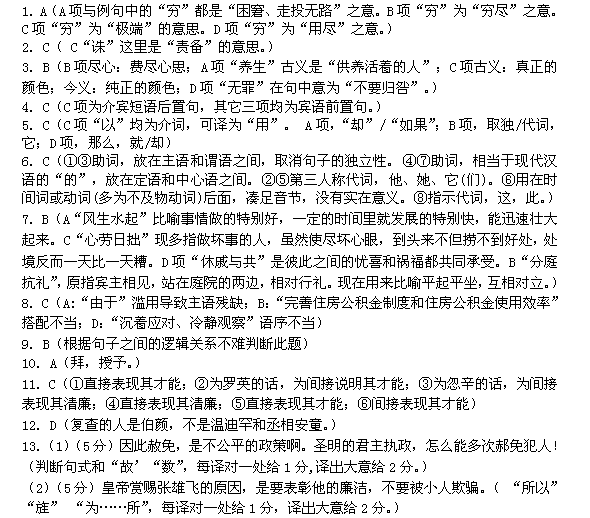 1. A（A项与例句中的“穷”都是“困窘、走投无路”之意。B项“穷”为“穷尽”之意。
C项“穷”为“极端”的意思。D项“穷”为“用尽”之意。）
2. C（ C“诛”这里是“责备”的意思。）
3. B（B项尽心：费尽心思；A项“养生”古义是“供养活着的人”；C项古义：真正的
颜色；今义：纯正的颜色；D项“无罪”在句中意为“不要归咎”。）
4. C（C项为介宾短语后置句，其它三项均为宾语前置句。）
5. C（C项“以”均为介词，可译为“用”。 A项，“却”/“如果”；B项，取独/代词，
它；D项，那么，就/却）
6. C（①③助词，放在主语和谓语之间，取消句子的独立性。④⑦助词，相当于现代汉
语的“的”，放在定语和中心语之间。②⑤第三人称代词，他、她、它(们)。⑥用在时
间词或动词(多为不及物动词)后面，凑足音节，没有实在意义。⑧指示代词，这，此。）
7. B（A“风生水起”比喻事情做的特别好，一定的时间里就发展的特别快，能迅速壮大
起来。C“心劳日拙”现多指做坏事的人，虽然使尽坏心眼，到头来不但捞不到好处，处
境反而一天比一天糟。D项“休戚与共”是彼此之间的忧喜和祸福都共同承受。B“分庭
抗礼”，原指宾主相见，站在庭院的两边，相对行礼。现在用来比喻平起平坐，互相对立。）
8. C（A:“由于”滥用导致主语残缺；B:“完善住房公积金制度和住房公积金使用效率”
搭配不当；D:“沉着应对、冷静观察”语序不当）
9. B（根据句子之间的逻辑关系不难判断此题）
10. A（拜，授予。）
11. C（①直接表现其才能；②为罗英的话，为间接说明其才能；③为忽辛的话，为间接
表现其清廉；④直接表现其清廉；⑤直接表现其才能；⑥间接表现其才能）
12. D（复查的人是伯颜，不是温迪罕和丞相安童。）
13.（1）（5分）因此赦免，是不公平的政策啊。圣明的君主执政，怎么能多次郝免犯人！
（判断句式和“故’“数”，每译对一处给1分,译出大意给2分。）
（2）（5分）皇帝赏赐张雄飞的原因，是要表彰他的廉洁，不要被小人欺骗。（ “所以”
“旌” “为……所”，每译对一处给1分，译出大意给2分。）